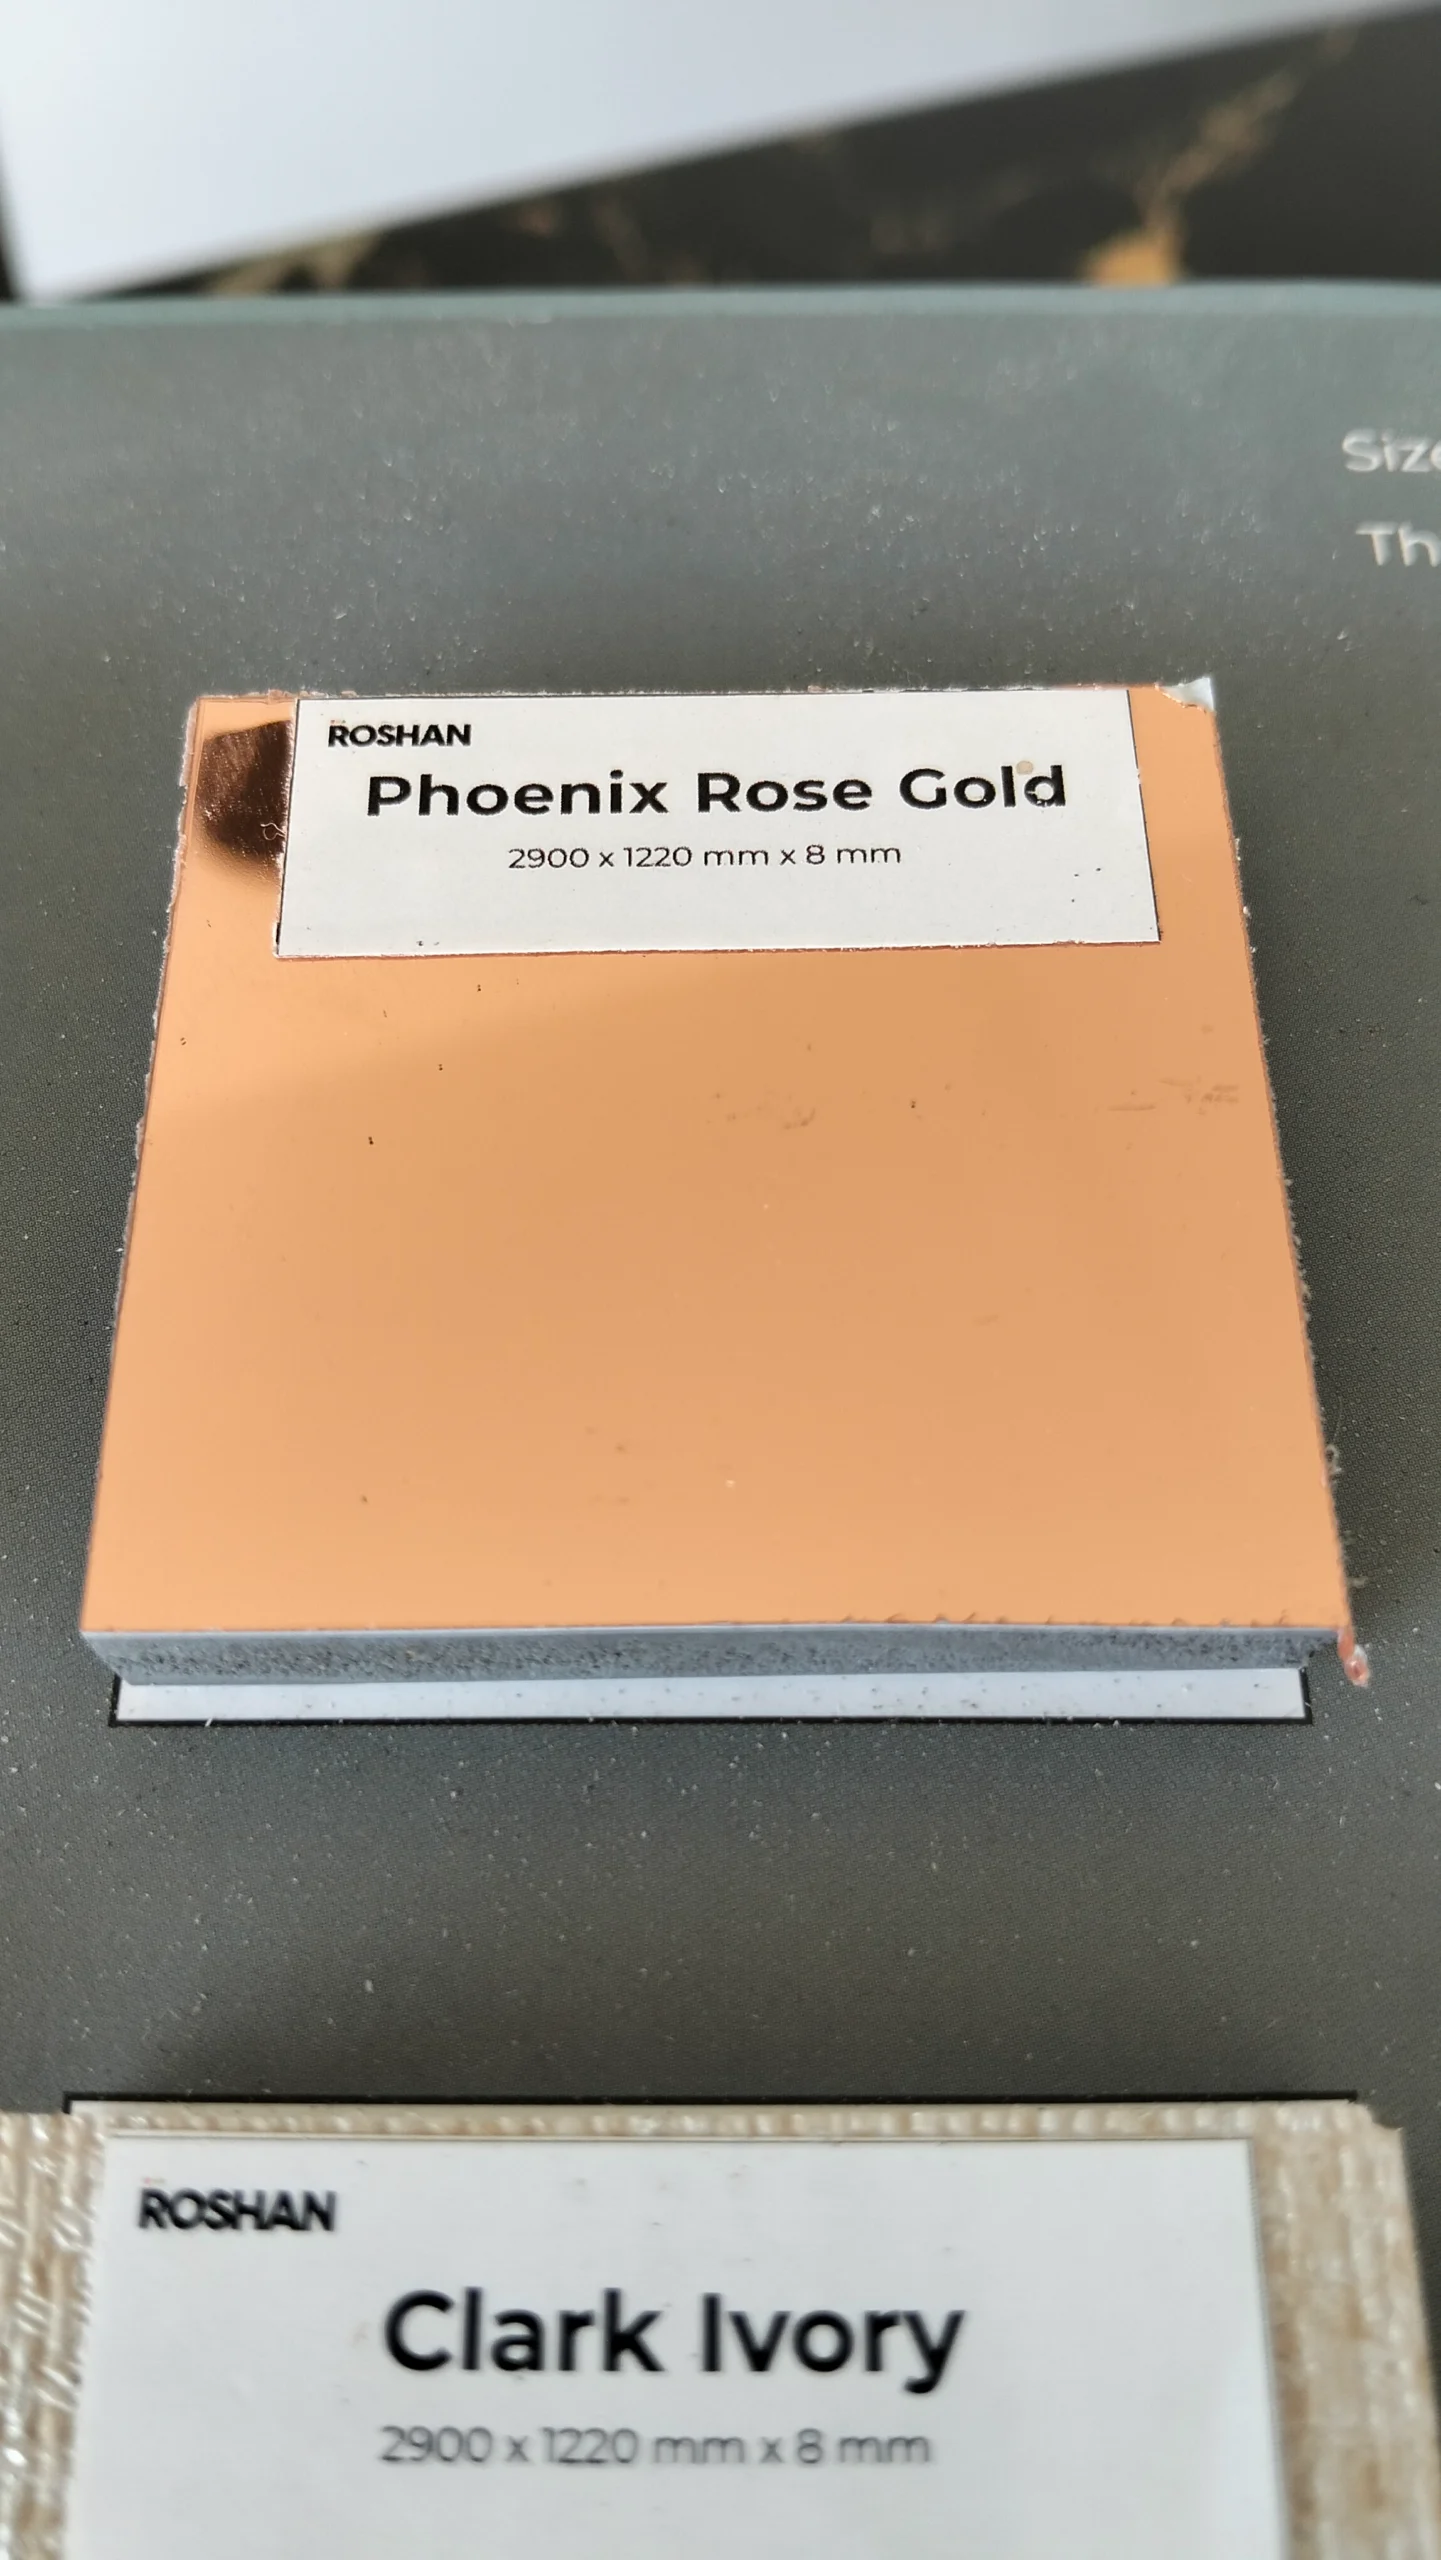 ROSHAN
Phoenix Rose Gold
2900 x 1220 mm x 8 mm
ROSHAN
Clark Ivory
2900 x 1220 mm x 8 mm